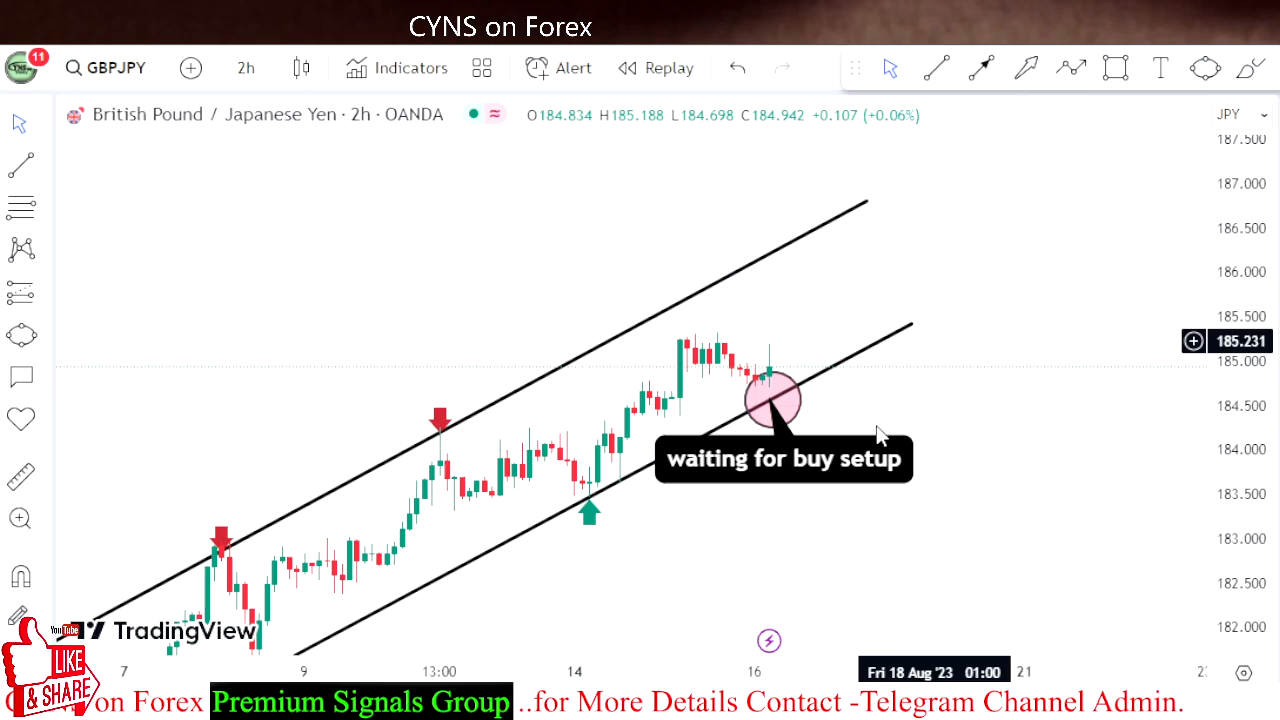 CYNS on Forex
11
GBPJPY
2h
Indicators
Alert
Replay
British Pound / Japanese Yen · 2h · OANDA
O184.834 H185.188 L184.698 C184.942 +0.107 (+0.06%)
JPY
187.500
187.000
186.500
186.000
185.500
185.231
185.000
184.500
184.000
183.500
183.000
182.500
182.000
waiting for buy setup
TradingView
7
9
13:00
14
16
Fri 18 Aug '23 01:00
21
You Tube
LIKE
& SHARE
on Forex Premium Signals Group ..for More Details Contact -Telegram Channel Admin.